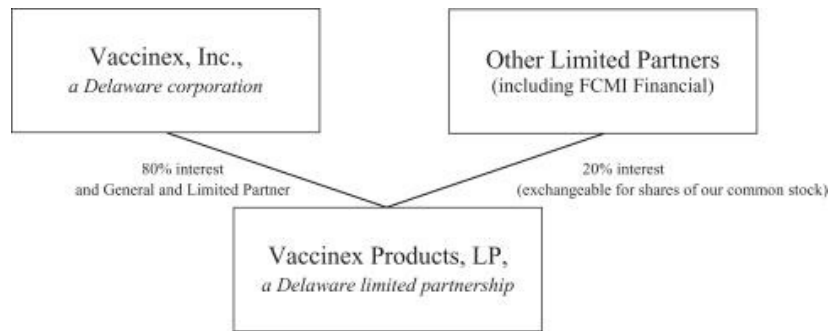 Vaccinex, Inc.,
a Delaware corporation
Other Limited Partners
(including FCMI Financial)
80% interest
and General and Limited Partner
20% interest
(exchangeable for shares of our common stock)
Vaccinex Products, LP,
a Delaware limited partnership